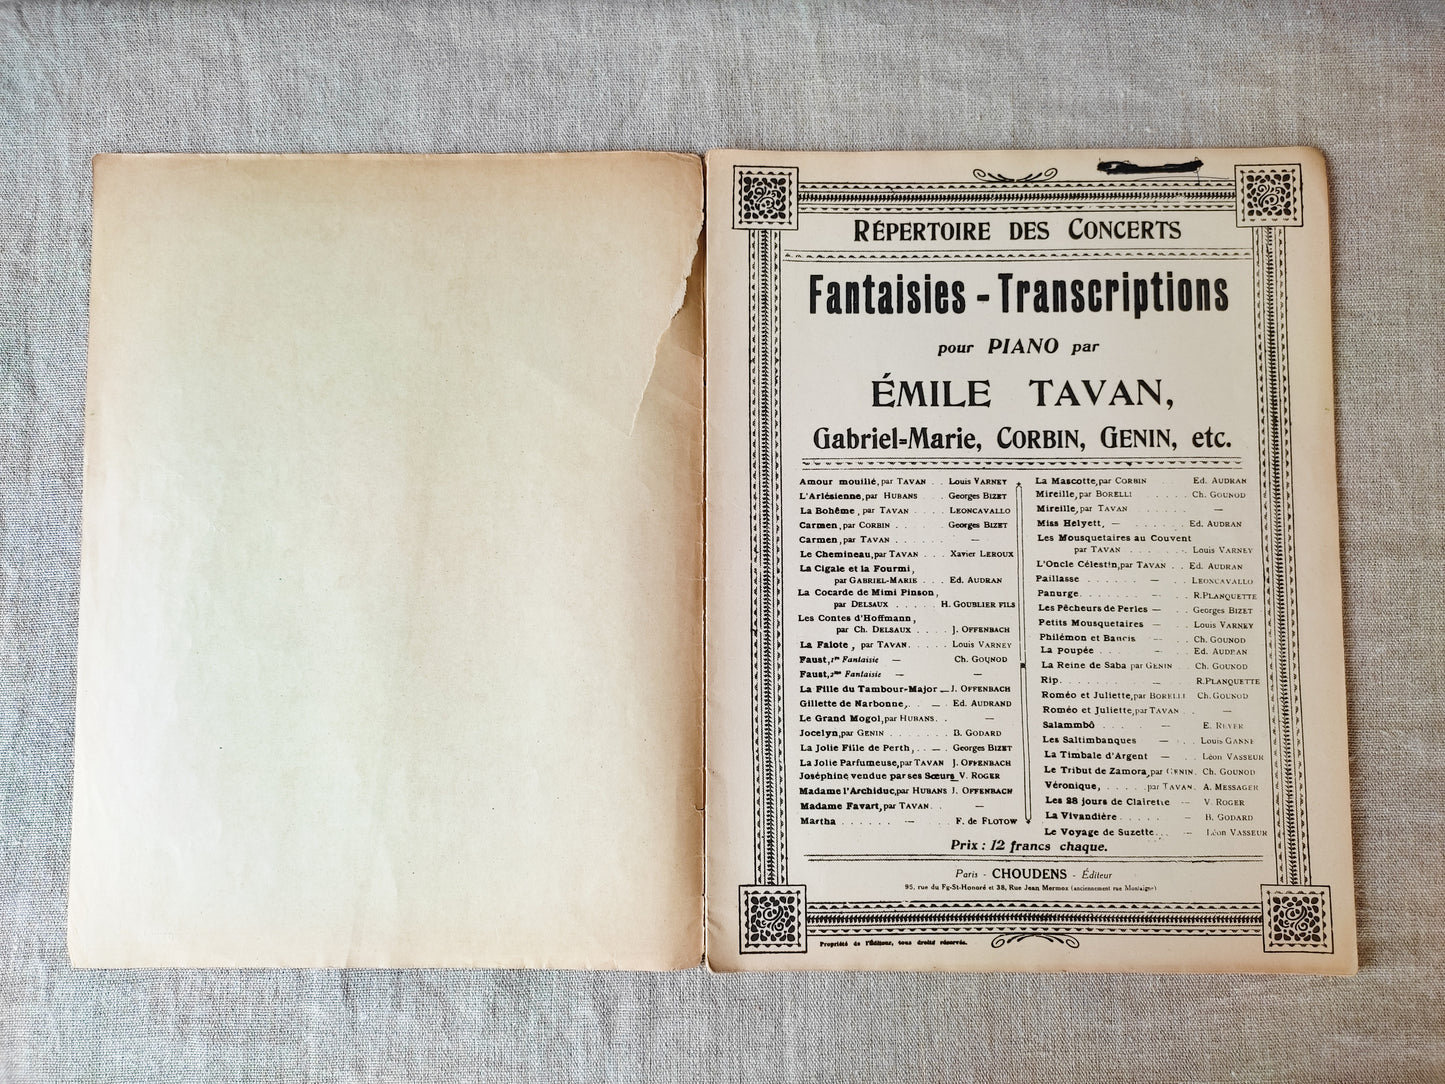 RÉPERTOIRE DES CONCERTS
Fantaisies - Transcriptions
pour PIANO par
ÉMILE TAVAN,
Gabriel-Marie, CORBIN, GENIN, etc.
Amour mouillé, par TAVAN . . Louis VARNEY
L'Arlésienne, par HUBANS . . Georges BIZET
La Bohême, par TAVAN . . . . LEONCAVALLO
Carmen, par CORBIN . . . . . Georges BIZET
Carmen, par TAVAN . . . . . . —
Le Chemineau, par TAVAN . . . Xavier LEROUX
La Cigale et la Fourmi,
par GABRIEL-MARIE . . . Ed. AUDRAN
La Cocarde de Mimi Pinson,
par DELSAUX . . . . . H. GOUBLIER FILS
Les Contes d'Hoffmann,
par Ch. DELSAUX . . . . J. OFFENBACH
La Falote, par TAVAN. . . . . Louis VARNEY
Faust, 1re Fantaisie — Ch. GOUNOD
Faust, 2me Fantaisie — —
La Fille du Tambour-Major — J. OFFENBACH
Gillette de Narbonne, . . — . Ed. AUDRAND
Le Grand Mogol, par HUBANS. . —
Jocelyn, par GENIN . . . . . . B. GODARD
La Jolie Fille de Perth, . . — . Georges BIZET
La Jolie Parfumeuse, par TAVAN J. OFFENBACH
Joséphine vendue par ses Sœurs — V. ROGER
Madame l'Archiduc, par HUBANS J. OFFENBACH
Madame Favart, par TAVAN. . —
Martha . . . . . . — . . . F. de FLOTOW
La Mascotte, par CORBIN . . . Ed. AUDRAN
Mireille, par BORELLI . . . . . Ch. GOUNOD
Mireille, par TAVAN . . . . . . —
Miss Hélyett, — . . . . . . Ed. AUDRAN
Les Mousquetaires au Couvent
par TAVAN . . . . . . . Louis VARNEY
L'Oncle Célestin, par TAVAN . . Ed. AUDRAN
Paillasse . . . . . . — . . LEONCAVALLO
Panurge. . . . . . . — . . R. PLANQUETTE
Les Pêcheurs de Perles — . . Georges BIZET
Petits Mousquetaires — . . Louis VARNEY
Philémon et Baucis — . . Ch. GOUNOD
La Poupée . . . . — . . Ed. AUDRAN
La Reine de Saba par GENIN . . Ch. GOUNOD
Rip. . . . . . . . . — . . R. PLANQUETTE
Roméo et Juliette, par BORELLI Ch. GOUNOD
Roméo et Juliette, par TAVAN . . —
Salammbô . . . — E. REYER
Les Saltimbanques — . . . Louis GANNE
La Timbale d'Argent — . Léon VASSEUR
Le Tribut de Zamora, par GENIN. Ch. GOUNOD
Véronique, . . . . . par TAVAN. A. MESSAGER
Les 28 jours de Clairette — V. ROGER
La Vivandière . . . . . — B. GODARD
Le Voyage de Suzette . . . — Léon VASSEUR
Prix : 12 francs chaque.
Paris - CHOUDENS - Éditeur
95, rue du Fg-St-Honoré et 38, Rue Jean Mermoz (anciennement rue Montaigne)
Propriété de l'Éditeur, tous droits réservés.